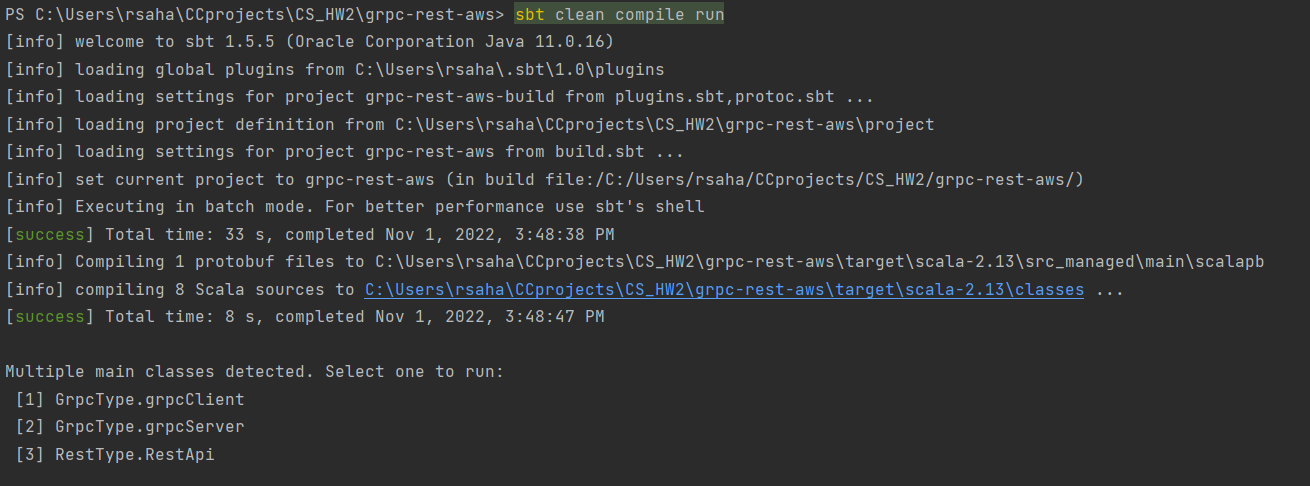 PS C:\Users\rsaha\CCprojects\CS_HW2\grpc-rest-aws> sbt clean compile run
[info] welcome to sbt 1.5.5 (Oracle Corporation Java 11.0.16)
[info] loading global plugins from C:\Users\rsaha\.sbt\1.0\plugins
[info] loading settings for project grpc-rest-aws-build from plugins.sbt,protoc.sbt ...
[info] loading project definition from C:\Users\rsaha\CCprojects\CS_HW2\grpc-rest-aws\project
[info] loading settings for project grpc-rest-aws from build.sbt ...
[info] set current project to grpc-rest-aws (in build file:/C:/Users/rsaha/CCprojects/CS_HW2/grpc-rest-aws/)
[info] Executing in batch mode. For better performance use sbt's shell
[success] Total time: 33 s, completed Nov 1, 2022, 3:48:38 PM
[info] Compiling 1 protobuf files to C:\Users\rsaha\CCprojects\CS_HW2\grpc-rest-aws\target\scala-2.13\src_managed\main\scalapb
[info] compiling 8 Scala sources to C:\Users\rsaha\CCprojects\CS_HW2\grpc-rest-aws\target\scala-2.13\classes ...
[success] Total time: 8 s, completed Nov 1, 2022, 3:48:47 PM
Multiple main classes detected. Select one to run:
[1] GrpcType.grpcClient
[2] GrpcType.grpcServer
[3] RestType.RestApi